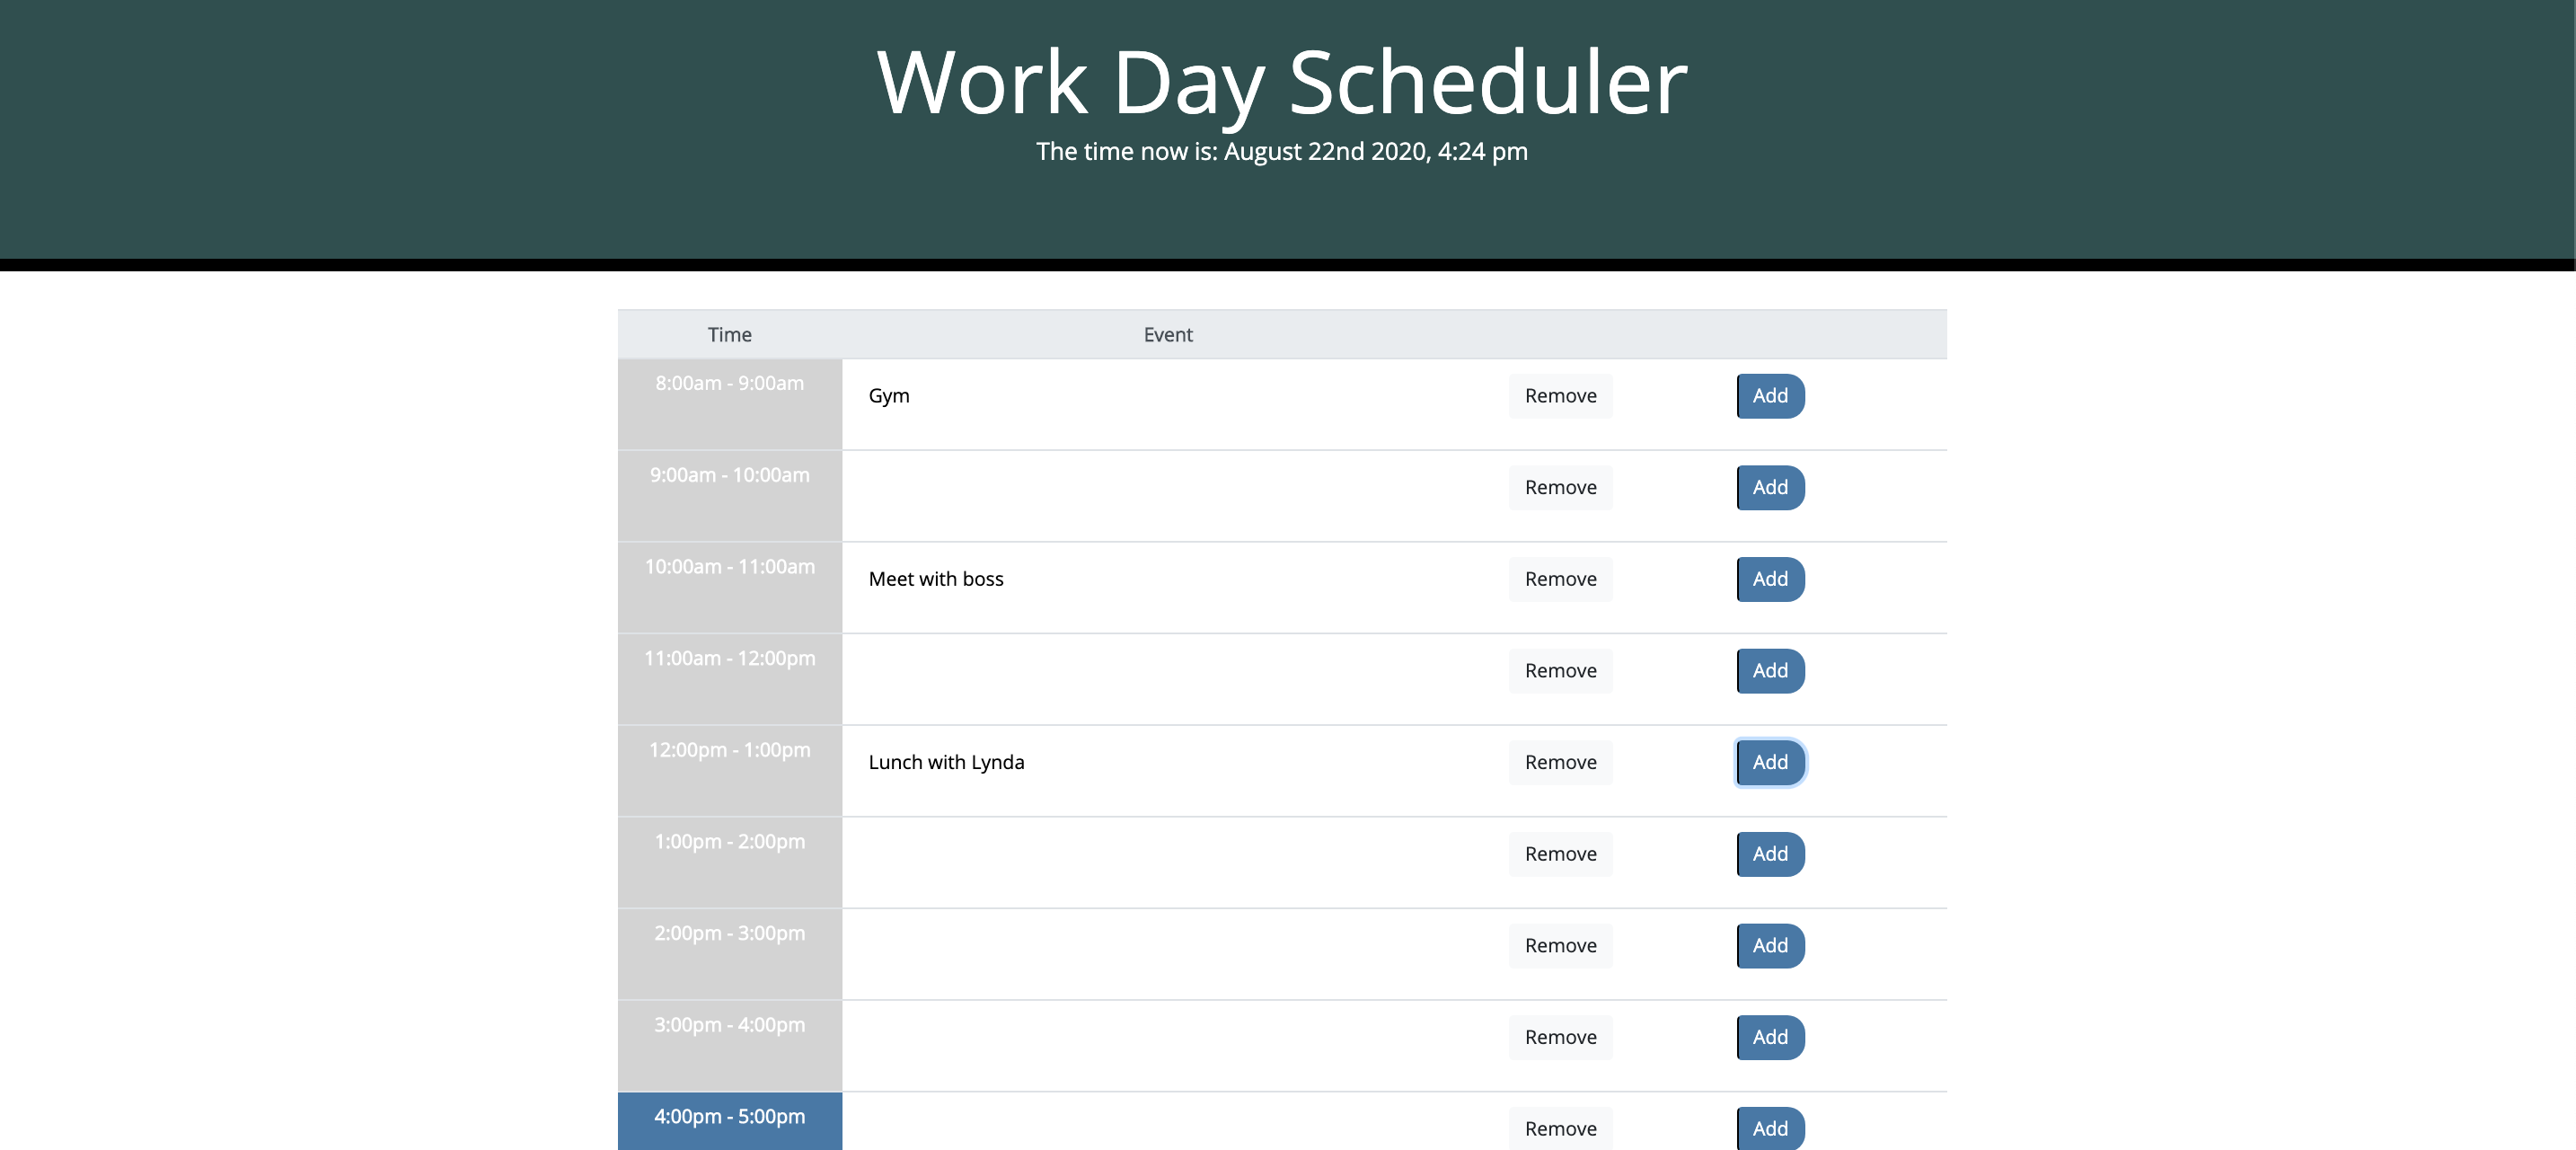 Work Day Scheduler
The time now is: August 22nd 2020, 4:24 pm
Time Event
8:00am - 9:00am Gym Remove Add
9:00am - 10:00am Remove Add
10:00am - 11:00am Meet with boss Remove Add
11:00am - 12:00pm Remove Add
12:00pm - 1:00pm Lunch with Lynda Remove Add
1:00pm - 2:00pm Remove Add
2:00pm - 3:00pm Remove Add
3:00pm - 4:00pm Remove Add
4:00pm - 5:00pm Remove Add